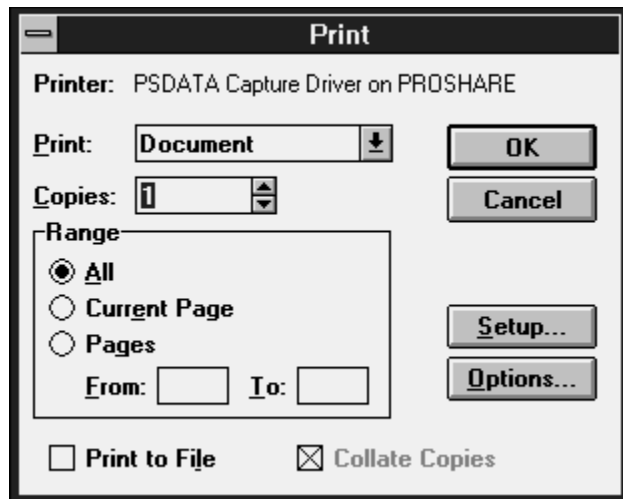 Print
Printer: PSDATA Capture Driver on PROSHARE
Print: Document
OK
Copies: 1
Cancel
Range
All
Current Page
Pages
From: To:
Setup...
Options...
Print to File
Collate Copies